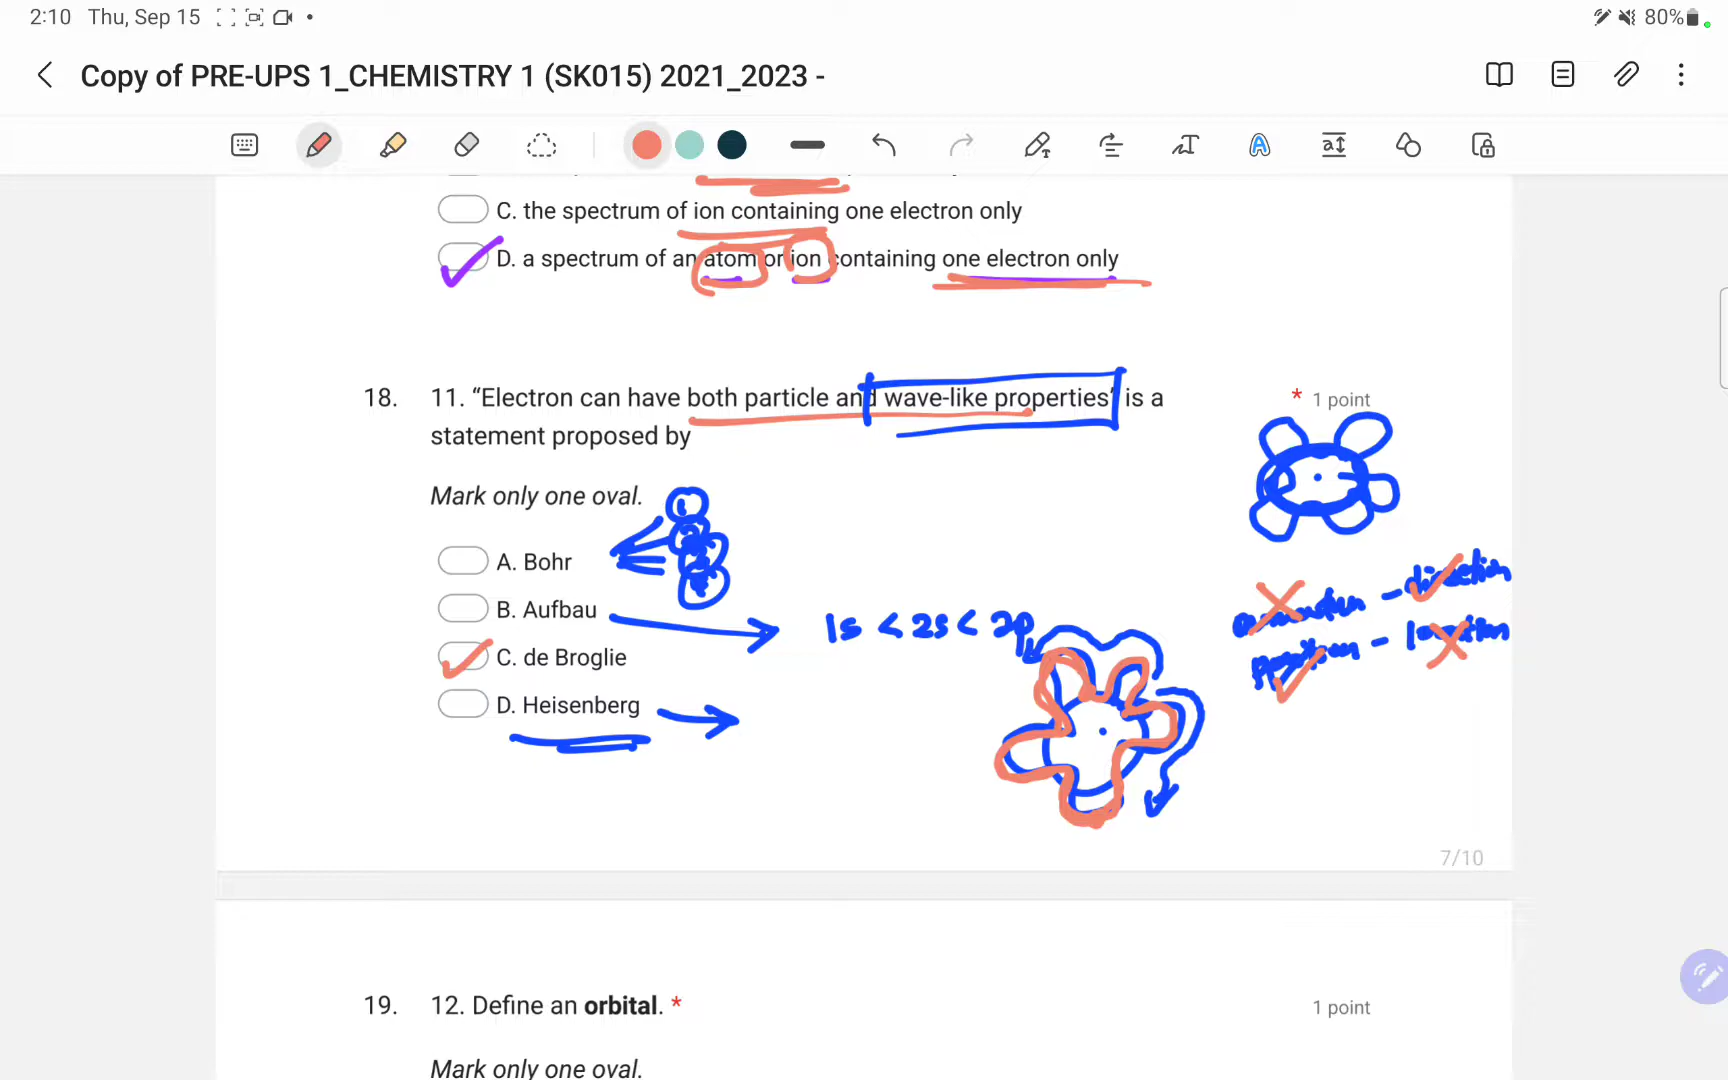 2:10 Thu, Sep 15
80%
Copy of PRE-UPS 1_CHEMISTRY 1 (SK015) 2021_2023 -
C. the spectrum of ion containing one electron only
D. a spectrum of an atom or ion containing one electron only
18. 11. “Electron can have both particle and wave-like properties” is a * 1 point
statement proposed by
Mark only one oval.
A. Bohr
B. Aufbau
1s < 2s < 2p
C. de Broglie
D. Heisenberg
- direction
- location
7/10
19. 12. Define an orbital. * 1 point
Mark only one oval.